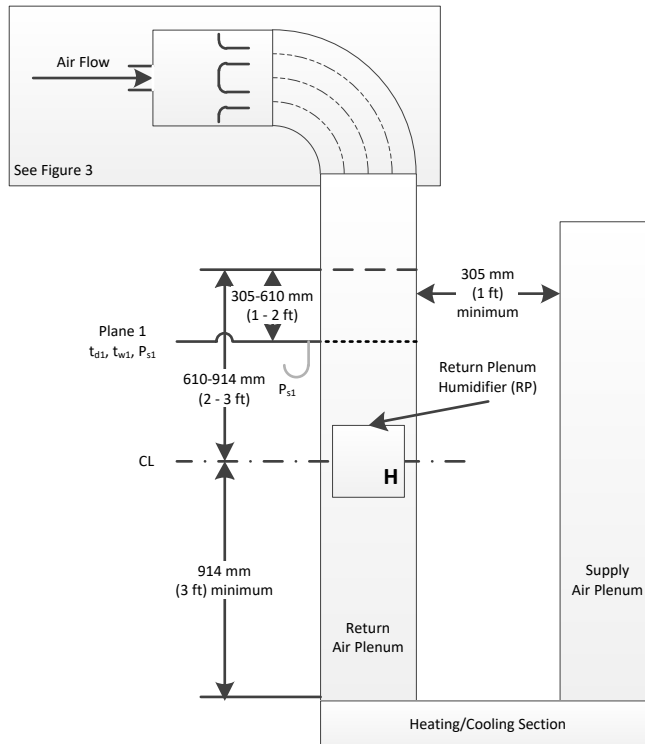 Air Flow
See Figure 3
305-610 mm
(1 - 2 ft)
305 mm
(1 ft)
minimum
Plane 1
td1, tw1, Ps1
610-914 mm
(2 - 3 ft)
Ps1
Return Plenum
Humidifier (RP)
CL
H
914 mm
(3 ft) minimum
Return
Air Plenum
Supply
Air Plenum
Heating/Cooling Section